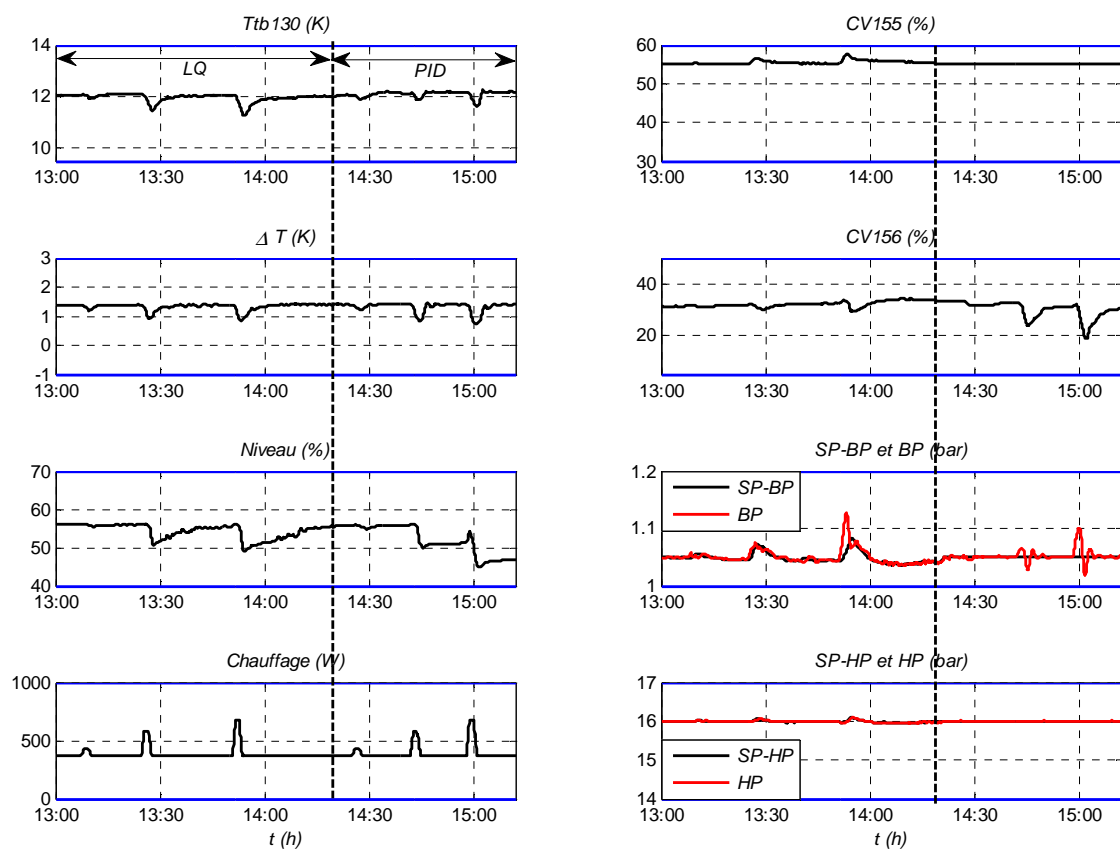 Ttb130 (K)
14
12
10
LQ
PID
13:00 13:30 14:00 14:30 15:00
Δ T (K)
3
2
1
0
-1
13:00 13:30 14:00 14:30 15:00
Niveau (%)
70
60
50
40
13:00 13:30 14:00 14:30 15:00
Chauffage (W)
1000
500
0
13:00 13:30 14:00 14:30 15:00
t (h)
CV155 (%)
60
50
40
30
13:00 13:30 14:00 14:30 15:00
CV156 (%)
40
20
13:00 13:30 14:00 14:30 15:00
SP-BP et BP (bar)
1.2
1.1
1
SP-BP
BP
13:00 13:30 14:00 14:30 15:00
SP-HP et HP (bar)
17
16
15
14
SP-HP
HP
13:00 13:30 14:00 14:30 15:00
t (h)